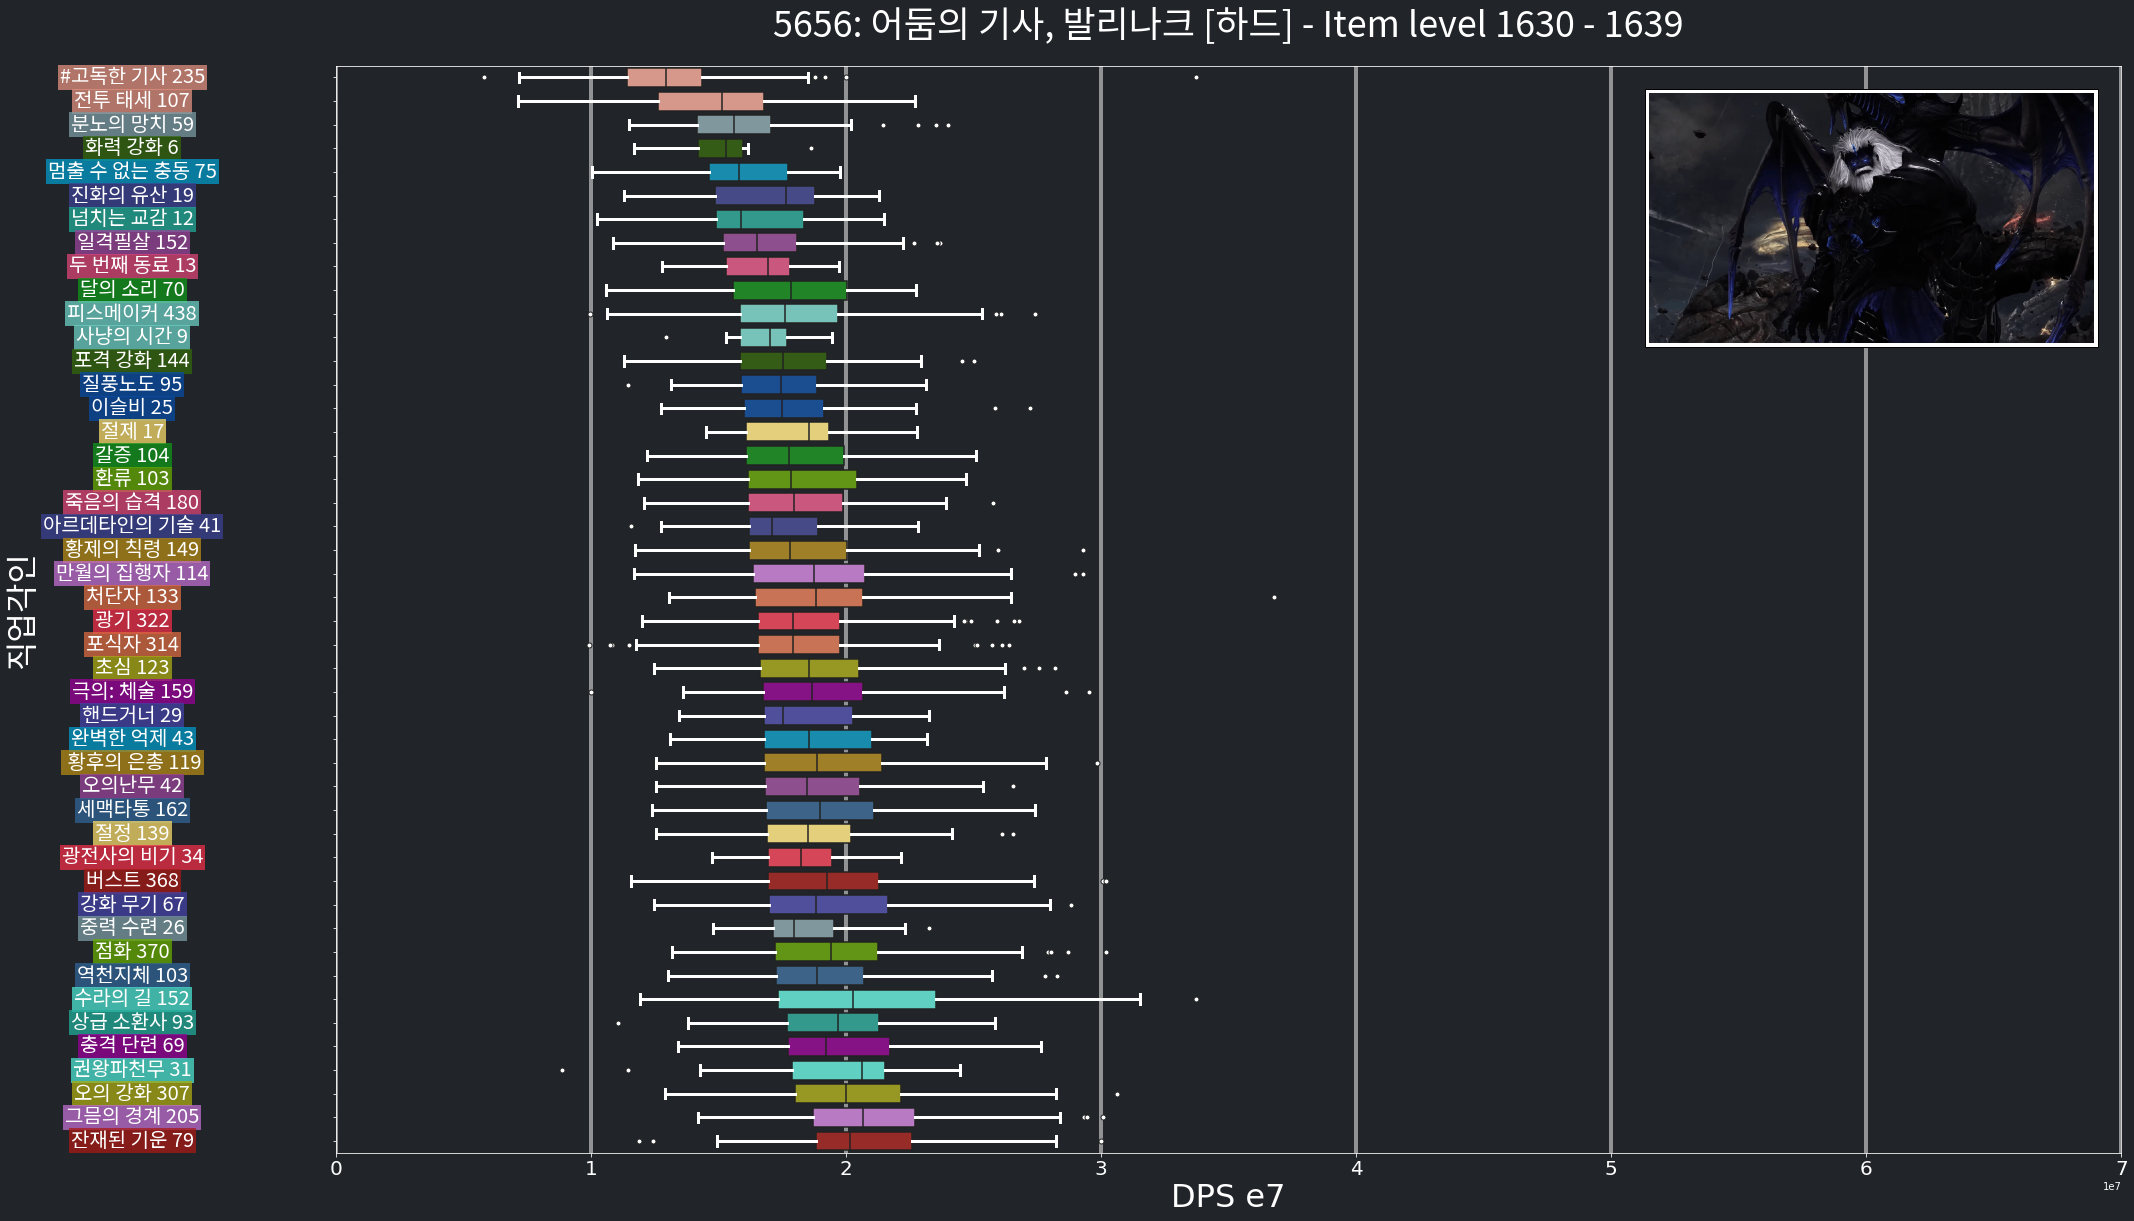 5656: 어둠의 기사, 발리나크 [하드] - Item level 1630 - 1639
직업각인
#고독한 기사 235
전투 태세 107
분노의 망치 59
화력 강화 6
멈출 수 없는 충동 75
진화의 유산 19
넘치는 교감 12
일격필살 152
두 번째 동료 13
달의 소리 70
피스메이커 438
사냥의 시간 9
포격 강화 144
질풍노도 95
이슬비 25
절제 17
갈증 104
환류 103
죽음의 습격 180
아르데타인의 기술 41
황제의 칙령 149
만월의 집행자 114
처단자 133
광기 322
포식자 314
초심 123
극의: 체술 159
핸드거너 29
완벽한 억제 43
황후의 은총 119
오의난무 42
세맥타통 162
절정 139
광전사의 비기 34
버스트 368
강화 무기 67
중력 수련 26
점화 370
역천지체 103
수라의 길 152
상급 소환사 93
충격 단련 69
권왕파천무 31
오의 강화 307
그믐의 경계 205
잔재된 기운 79
0 1 2 3 4 5 6 7
1e7
DPS e7